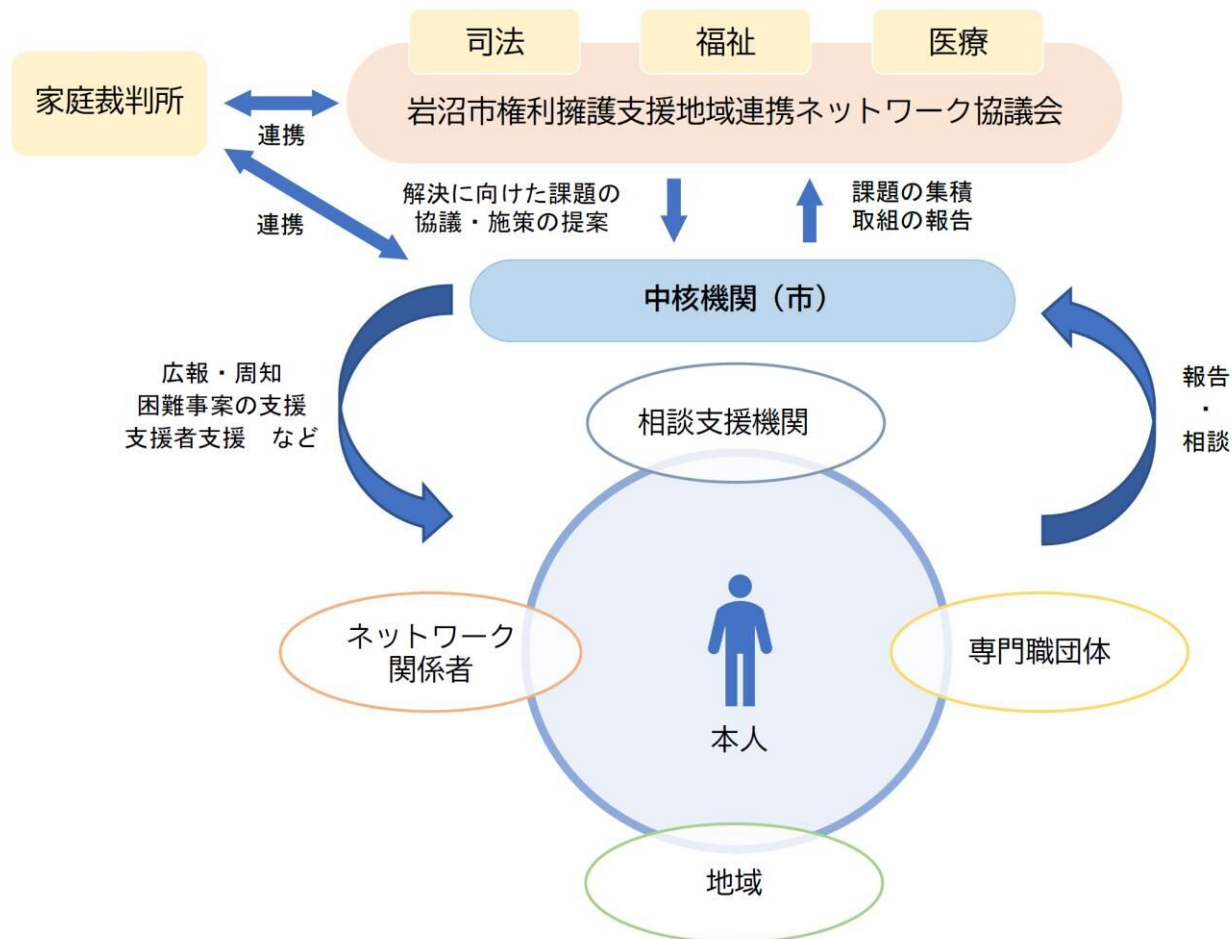 司法
福祉
医療
家庭裁判所
岩沼市権利擁護支援地域連携ネットワーク協議会
連携
連携
解決に向けた課題の
協議・施策の提案
課題の集積
取組の報告
中核機関（市）
広報・周知
困難事案の支援
支援者支援　など
報告
・
相談
相談支援機関
ネットワーク
関係者
専門職団体
本人
地域